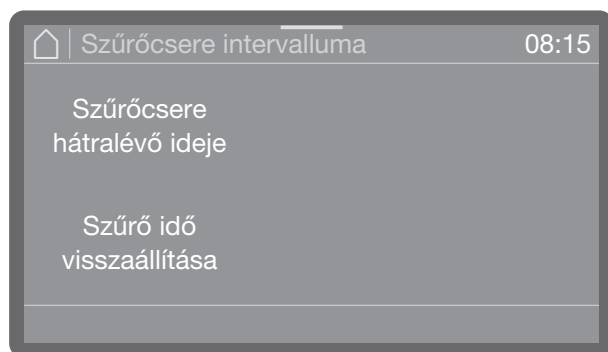 Szűrőcsere intervalluma 08:15
Szűrőcsere
hátralévő ideje
Szűrő idő
visszaállítása